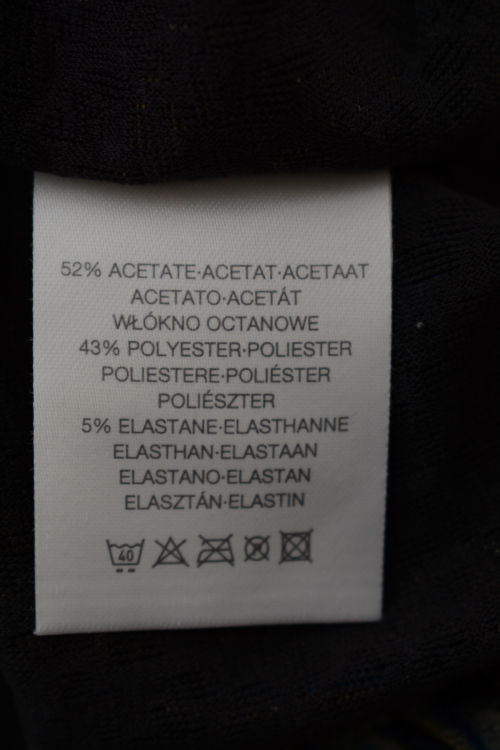 52% ACETATE·ACETAT·ACETAAT
ACETATO·ACETÁT
WŁÓKNO OCTANOWE
43% POLYESTER·POLIESTER
POLIESTERE·POLIÉSTER
POLIÉSZTER
5% ELASTANE·ELASTHANNE
ELASTHAN·ELASTAAN
ELASTANO·ELASTAN
ELASZTÁN·ELASTIN
40